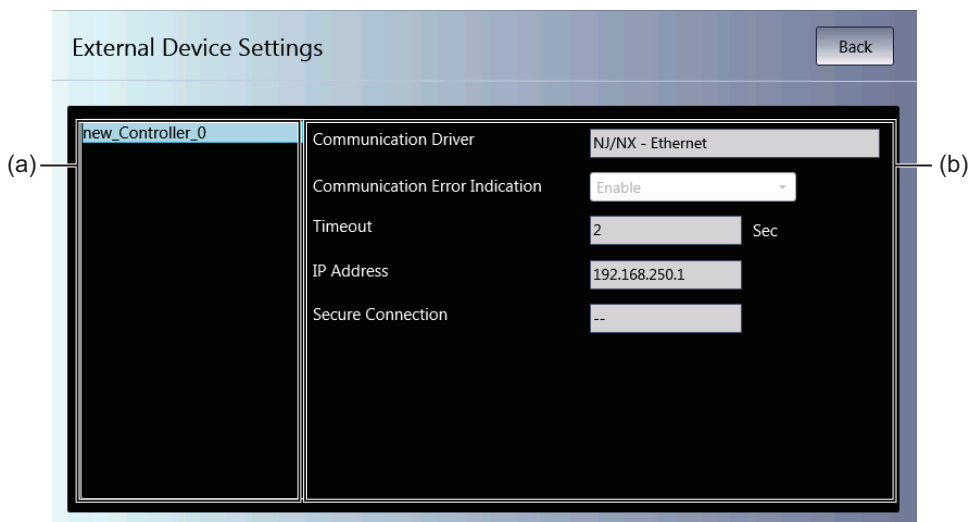 External Device Settings
Back
(a)
new_Controller_0
Communication Driver
NJ/NX - Ethernet
(b)
Communication Error Indication
Enable
Timeout
2
Sec
IP Address
192.168.250.1
Secure Connection
--